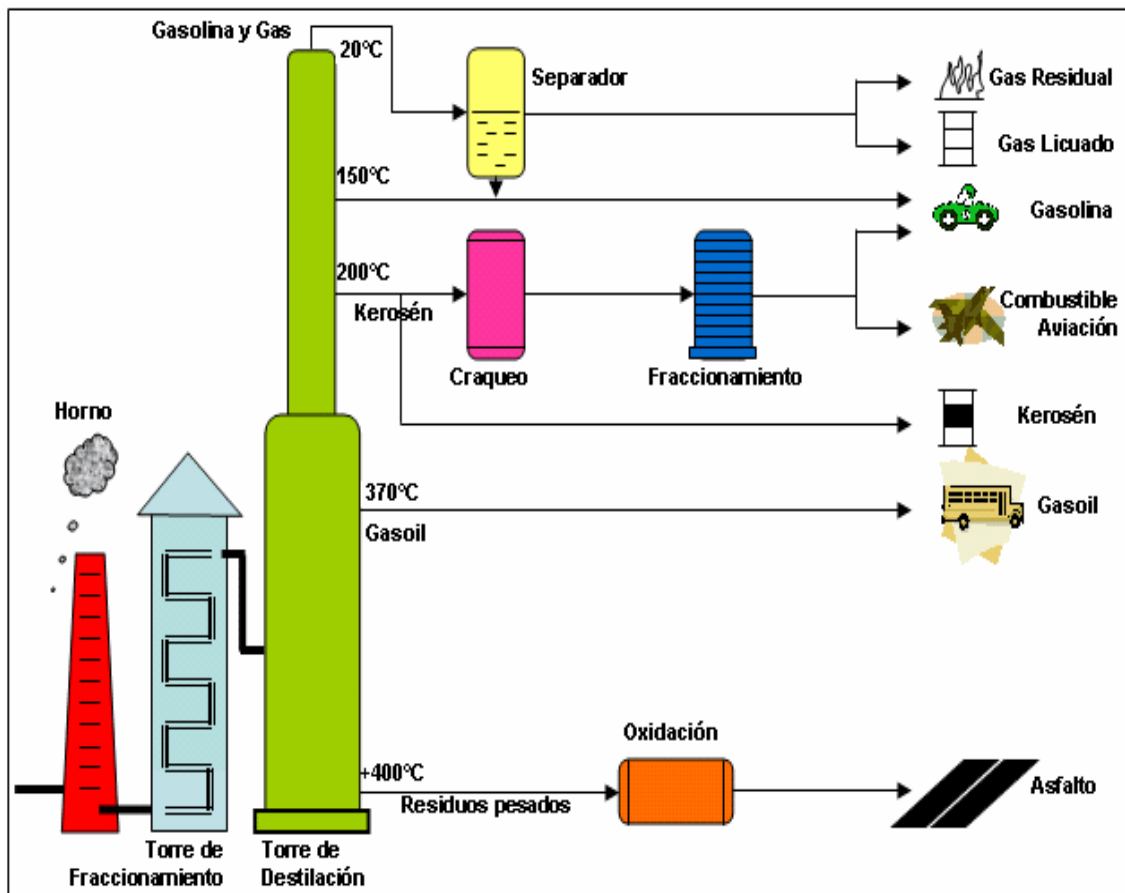 Gasolina y Gas
20°C
Separador
Gas Residual
Gas Licuado
150°C
Gasolina
200°C
Kerosén
Craqueo
Fraccionamiento
Combustible
Aviación
Horno
Kerosén
370°C
Gasoil
Gasoil
Oxidación
+400°C
Residuos pesados
Asfalto
Torre de
Fraccionamiento
Torre de
Destilación